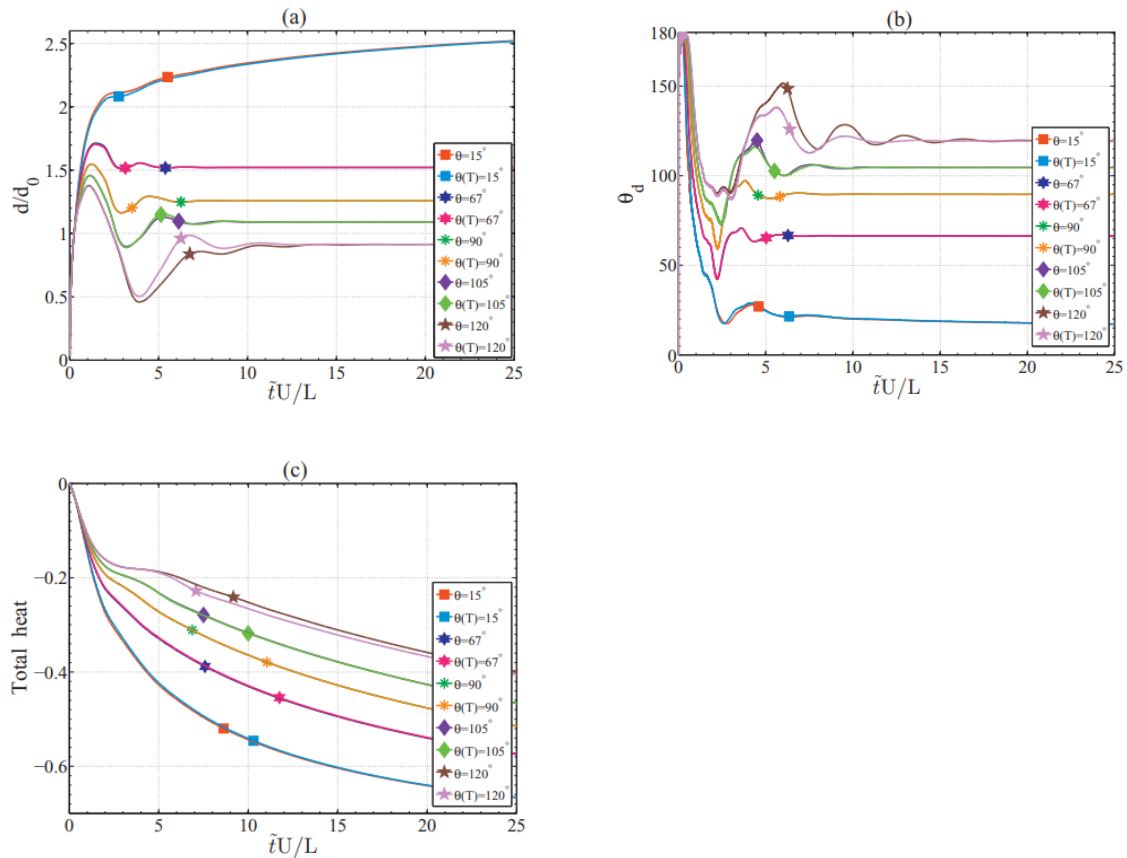 (a)
2.5
2
1.5
1
0.5
0
d/d₀
0 5 10 15 20 25
t̃U/L
θ=15°
θ(T)=15°
θ=67°
θ(T)=67°
θ=90°
θ(T)=90°
θ=105°
θ(T)=105°
θ=120°
θ(T)=120°
(b)
180
150
100
50
0
θ_d
0 5 10 15 20 25
t̃U/L
θ=15°
θ(T)=15°
θ=67°
θ(T)=67°
θ=90°
θ(T)=90°
θ=105°
θ(T)=105°
θ=120°
θ(T)=120°
(c)
0
−0.2
−0.4
−0.6
Total heat
0 5 10 15 20 25
t̃U/L
θ=15°
θ(T)=15°
θ=67°
θ(T)=67°
θ=90°
θ(T)=90°
θ=105°
θ(T)=105°
θ=120°
θ(T)=120°